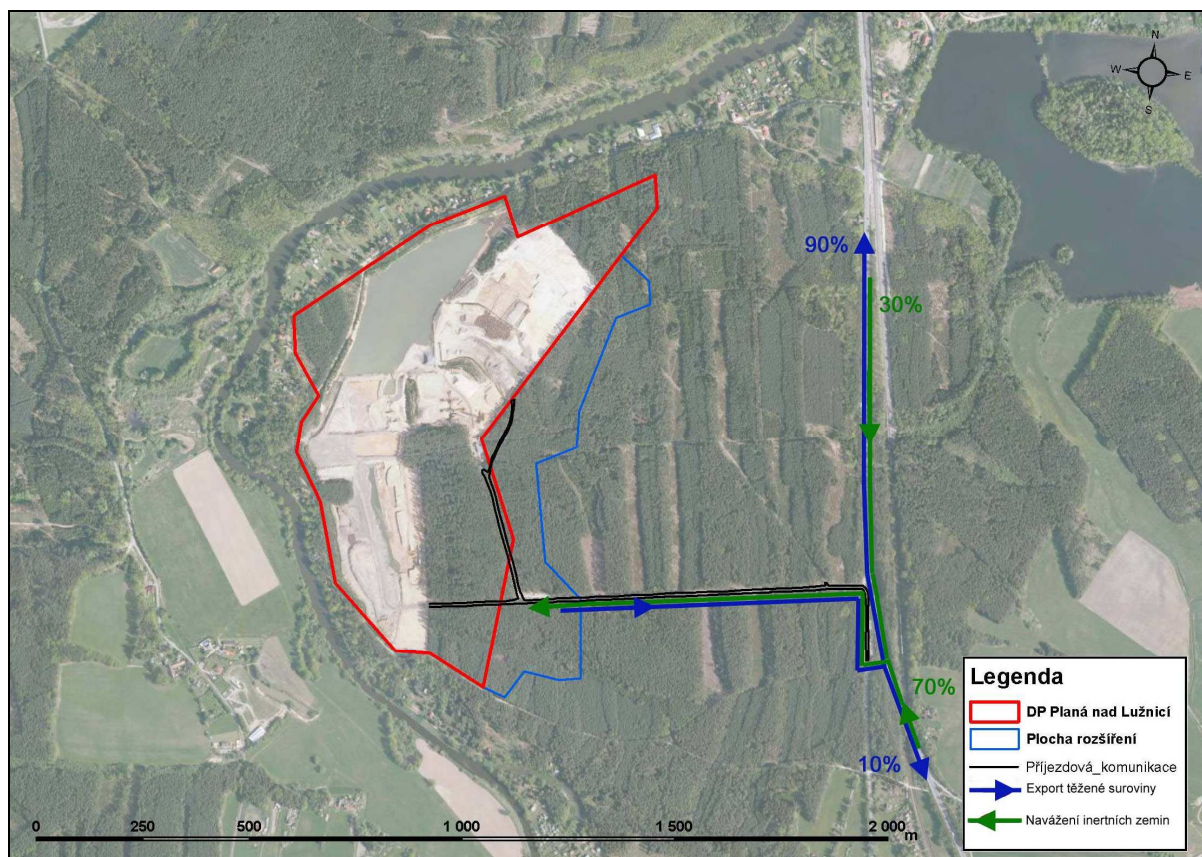 N
W E
S
90%
30%
70%
10%
Legenda
DP Planá nad Lužnicí
Plocha rozšíření
Příjezdová_komunikace
Export těžené suroviny
Navážení inertních zemin
0 250 500 1 000 1 500 2 000
m